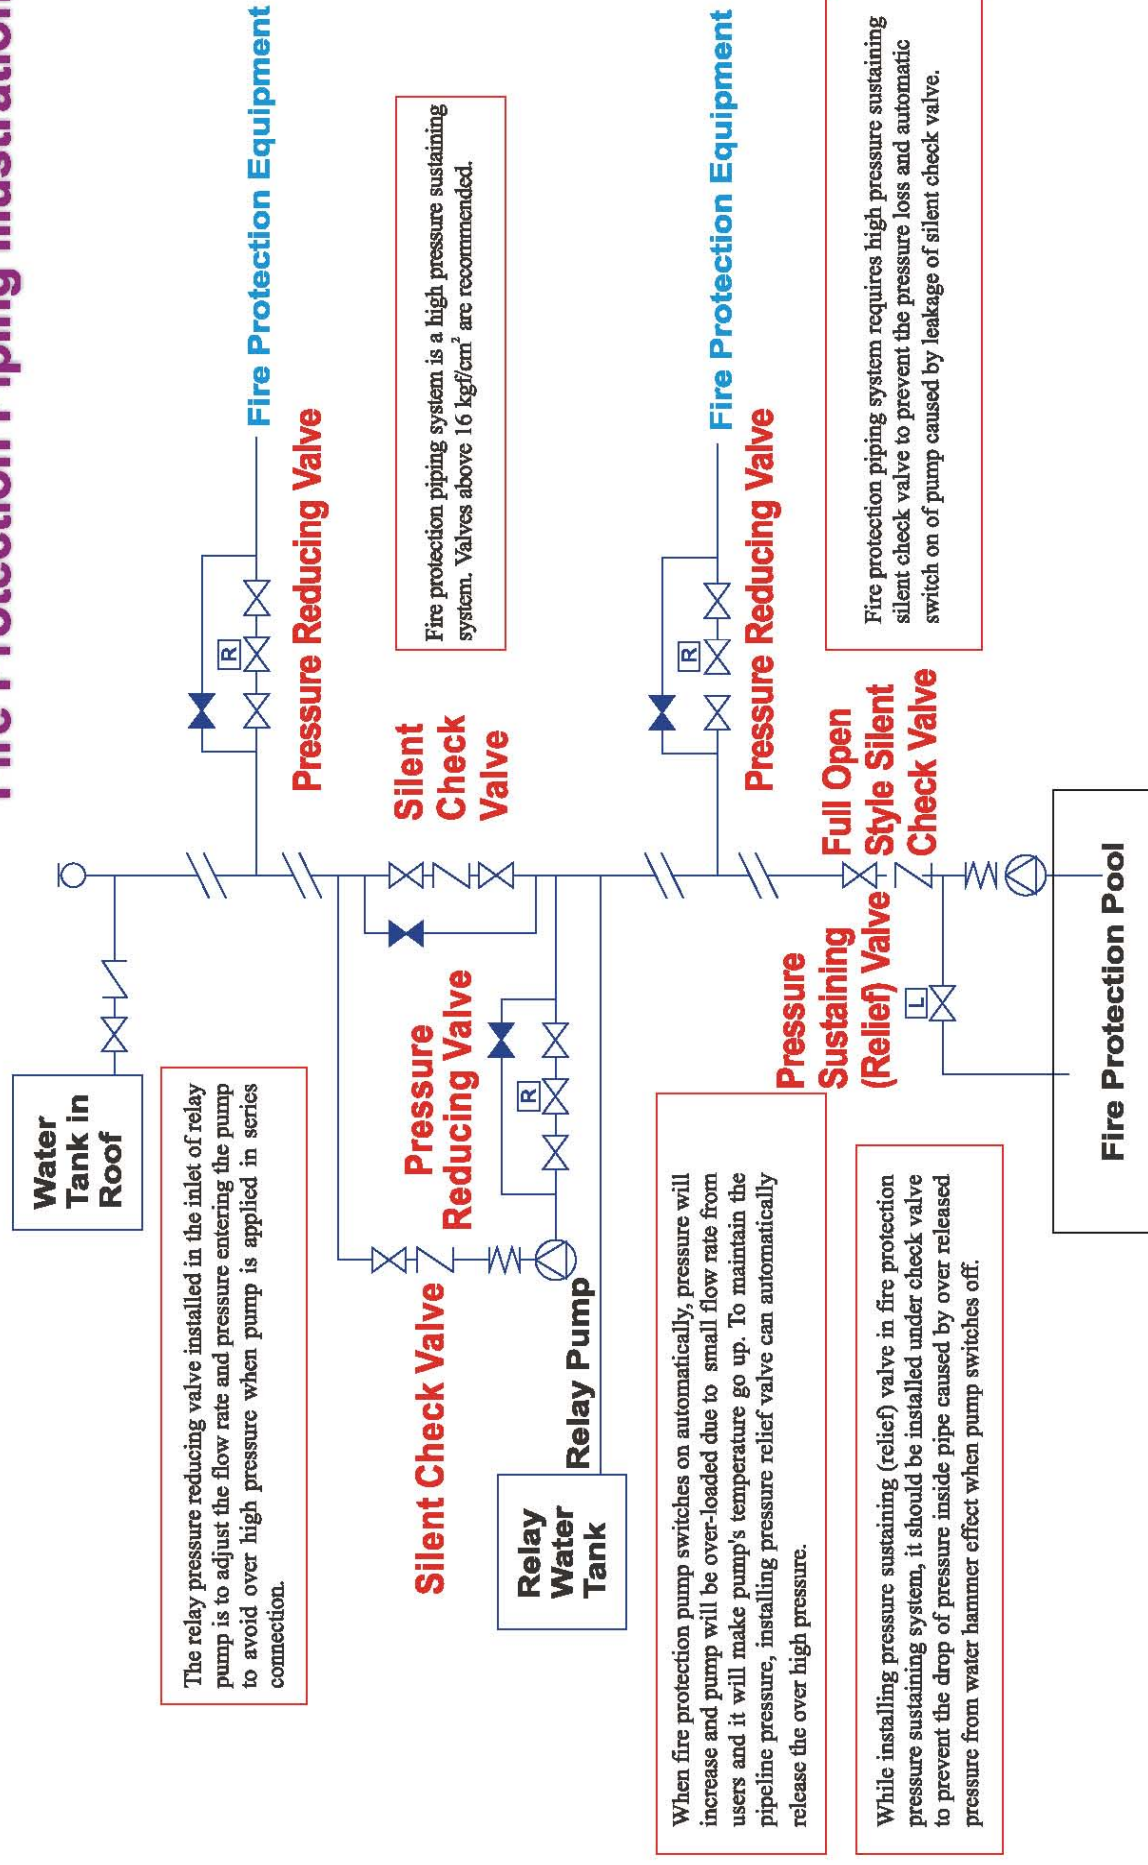 Fire Protection Piping Illustration
Water
Tank in
Roof
The relay pressure reducing valve installed in the inlet of relay
pump is to adjust the flow rate and pressure entering the pump
to avoid over high pressure when pump is applied in series
connection.
Fire Protection Equipment
R
Pressure Reducing Valve
Silent
Check
Valve
Fire protection piping system is a high pressure sustaining
system. Valves above 16 kgf/cm² are recommended.
Pressure
Reducing Valve
Silent Check Valve
R
Relay
Water
Tank
Relay Pump
Fire Protection Equipment
R
Pressure Reducing Valve
When fire protection pump switches on automatically, pressure will
increase and pump will be over-loaded due to small flow rate from
users and it will make pump's temperature go up. To maintain the
pipeline pressure, installing pressure relief valve can automatically
release the over high pressure.
Pressure
Sustaining
(Relief) Valve
Full Open
Style Silent
Check Valve
L
Fire protection piping system requires high pressure sustaining
silent check valve to prevent the pressure loss and automatic
switch on of pump caused by leakage of silent check valve.
While installing pressure sustaining (relief) valve in fire protection
pressure sustaining system, it should be installed under check valve
to prevent the drop of pressure inside pipe caused by over released
pressure from water hammer effect when pump switches off.
Fire Protection Pool